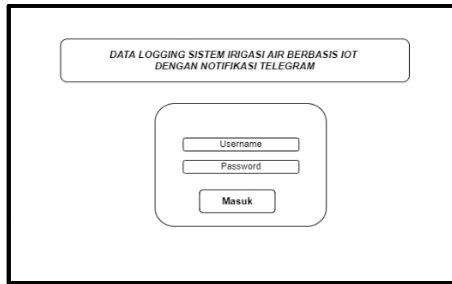 DATA LOGGING SISTEM IRIGASI AIR BERBASIS IOT
DENGAN NOTIFIKASI TELEGRAM
Username
Password
Masuk